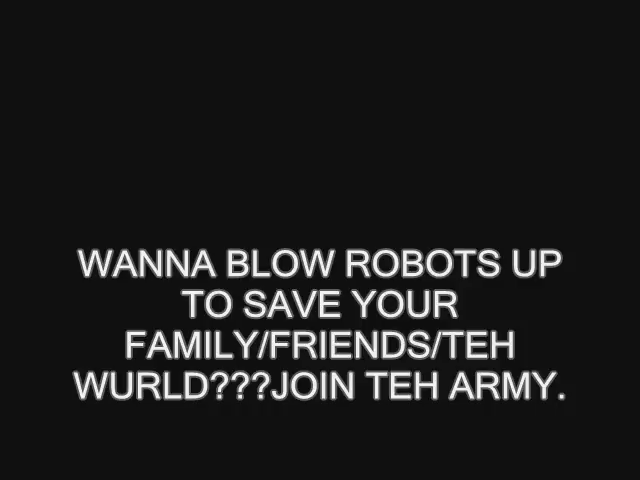 WANNA BLOW ROBOTS UP
TO SAVE YOUR
FAMILY/FRIENDS/TEH
WURLD???JOIN TEH ARMY.